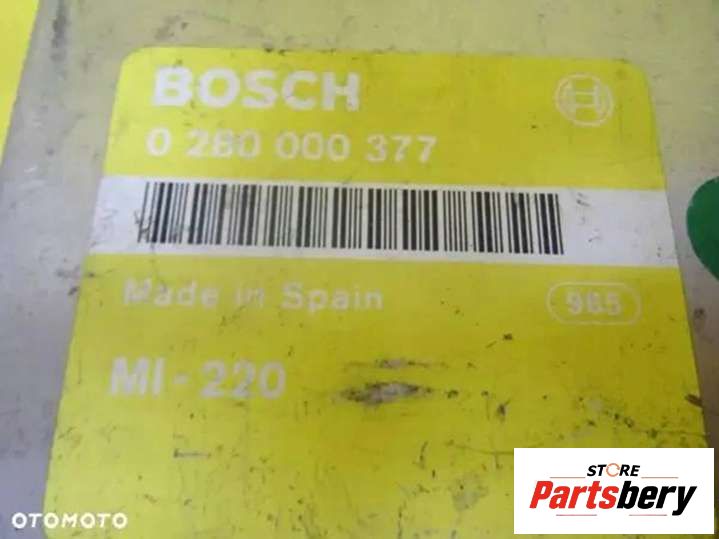 BOSCH
0 280 000 377
Made in Spain
965
MI-220
OTOMOTO
STORE
Partsbery